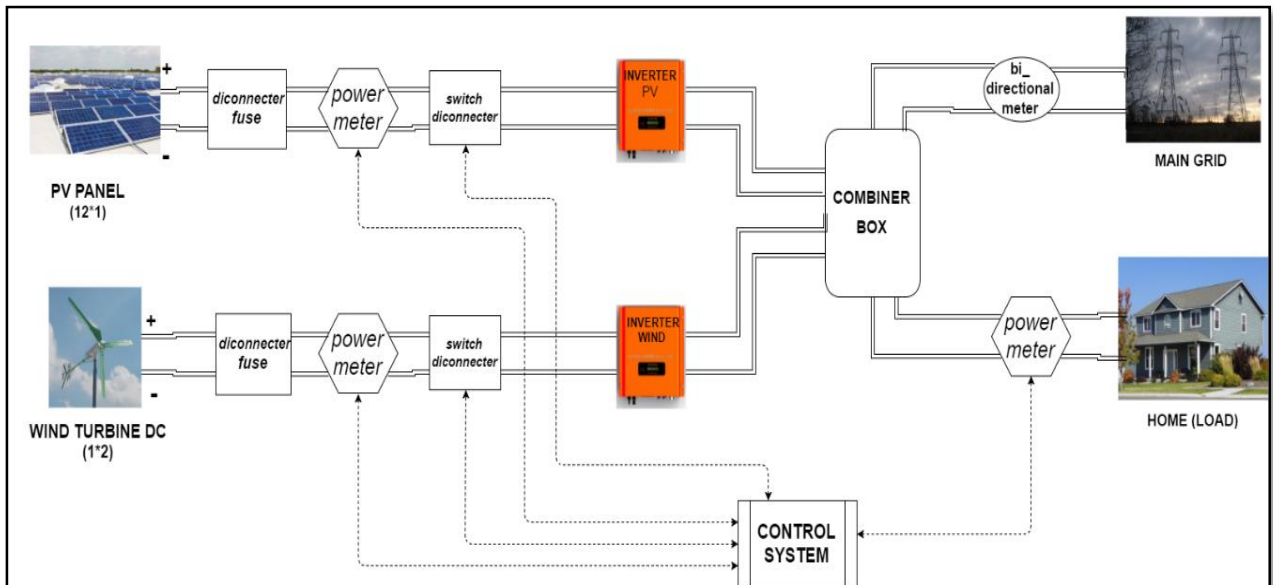 +
diconnecter
fuse
power
meter
switch
diconnecter
INVERTER
PV
bi_
directional
meter
-
PV PANEL
(12*1)
MAIN GRID
COMBINER
BOX
+
diconnecter
fuse
power
meter
switch
diconnecter
INVERTER
WIND
power
meter
-
WIND TURBINE DC
(1*2)
HOME (LOAD)
CONTROL
SYSTEM